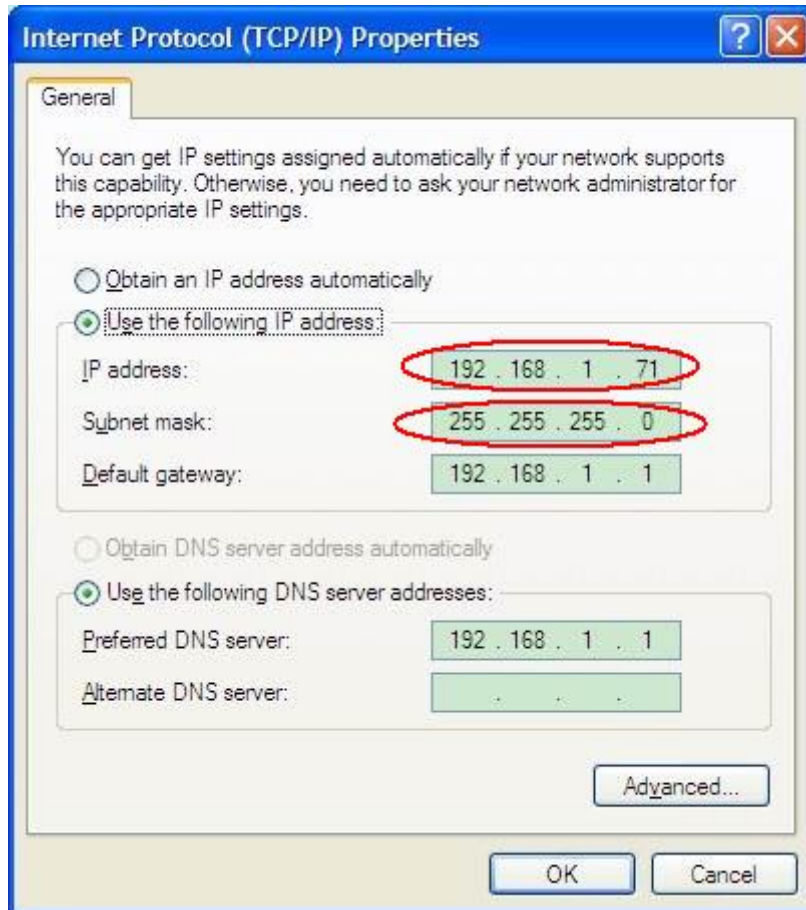 Internet Protocol (TCP/IP) Properties
General
You can get IP settings assigned automatically if your network supports
this capability. Otherwise, you need to ask your network administrator for
the appropriate IP settings.
Obtain an IP address automatically
Use the following IP address:
IP address: 192 . 168 . 1 . 71
Subnet mask: 255 . 255 . 255 . 0
Default gateway: 192 . 168 . 1 . 1
Obtain DNS server address automatically
Use the following DNS server addresses:
Preferred DNS server: 192 . 168 . 1 . 1
Alternate DNS server: . . .
Advanced...
OK Cancel